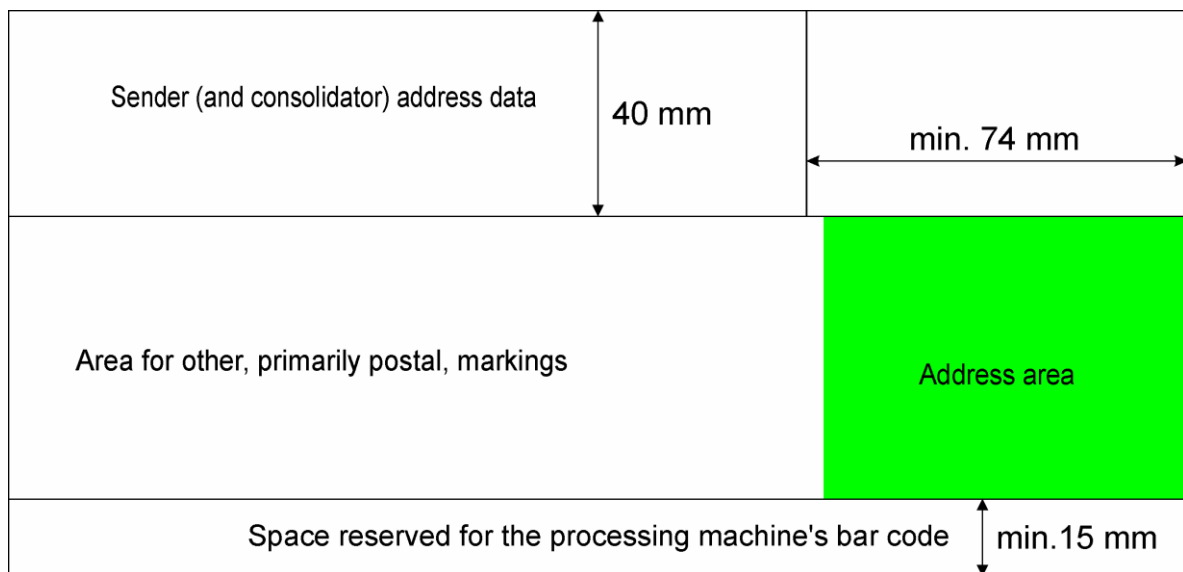 Sender (and consolidator) address data
40 mm
min. 74 mm
Area for other, primarily postal, markings
Address area
Space reserved for the processing machine's bar code
min.15 mm